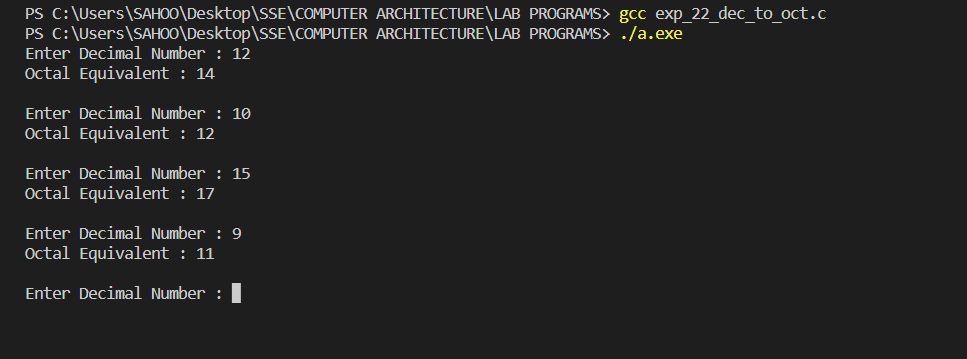 PS C:\Users\SAHOO\Desktop\SSE\COMPUTER ARCHITECTURE\LAB PROGRAMS> gcc exp_22_dec_to_oct.c
PS C:\Users\SAHOO\Desktop\SSE\COMPUTER ARCHITECTURE\LAB PROGRAMS> ./a.exe
Enter Decimal Number : 12
Octal Equivalent : 14
Enter Decimal Number : 10
Octal Equivalent : 12
Enter Decimal Number : 15
Octal Equivalent : 17
Enter Decimal Number : 9
Octal Equivalent : 11
Enter Decimal Number :